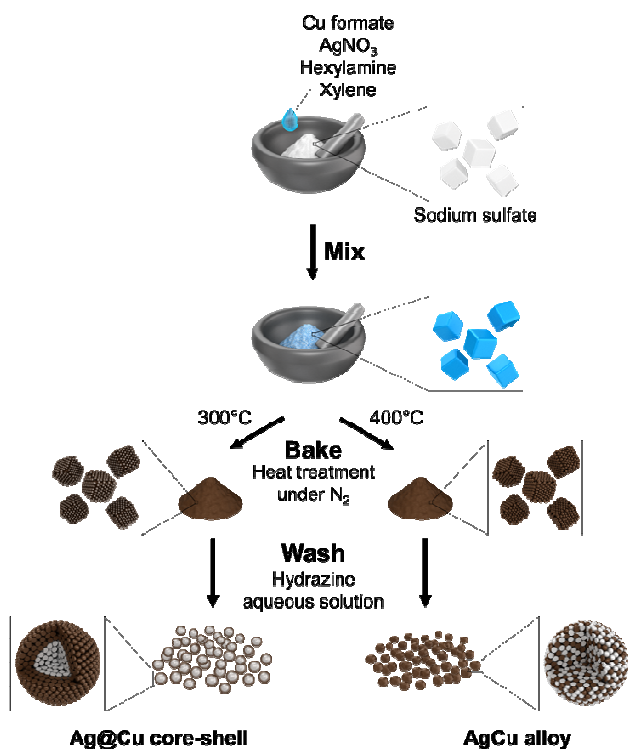 Cu formate
AgNO₃
Hexylamine
Xylene
Sodium sulfate
Mix
300°C
400°C
Bake
Heat treatment
under N₂
Wash
Hydrazine
aqueous solution
Ag@Cu core-shell
AgCu alloy